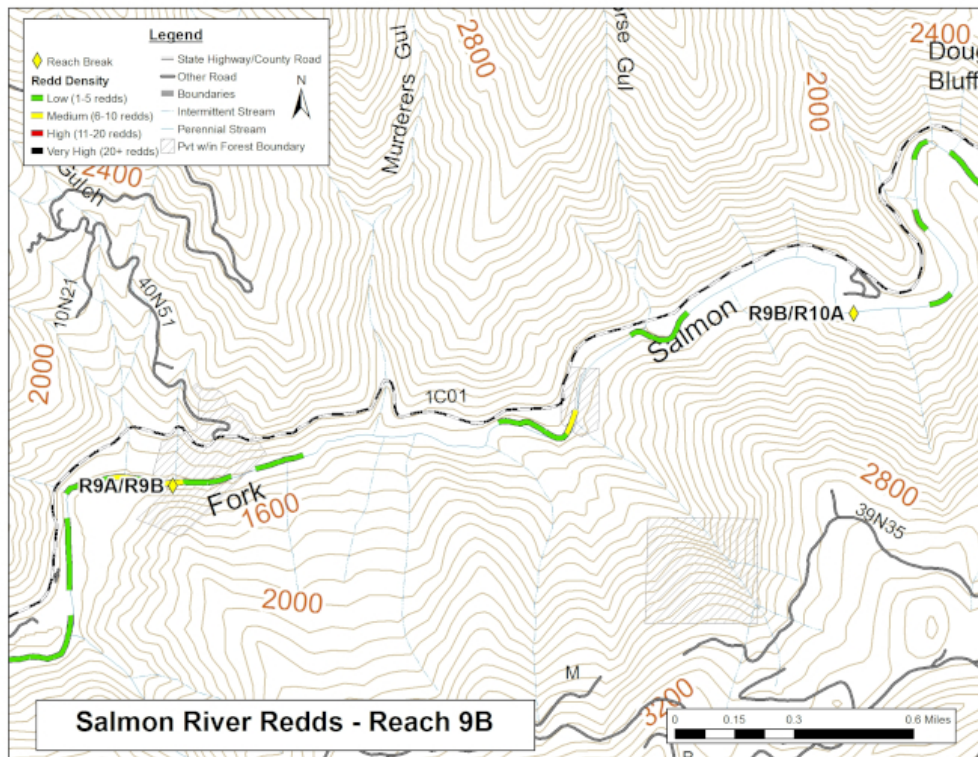 Legend
Reach Break
Redd Density
Low (1-5 redds)
Medium (6-10 redds)
High (11-20 redds)
Very High (20+ redds)
State Highway/County Road
Other Road
Boundaries
Intermittent Stream
Perennial Stream
Pvt w/in Forest Boundary
N
Murderers Gul
2800
orse Gul
2400
Doug
Bluff
2000
2400
Gulch
10N21
40N51
2000
R9B/R10A
Salmon
1C01
R9A/R9B
Fork
1600
2800
39N35
2000
M
3200
Salmon River Redds - Reach 9B
0 0.15 0.3 0.6 Miles